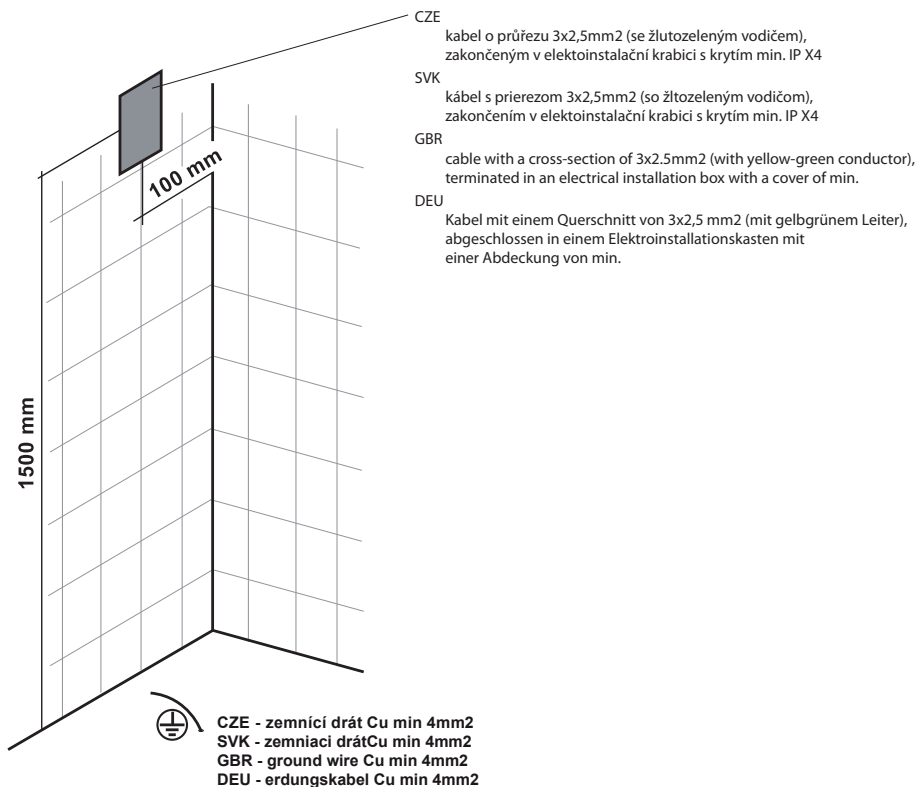 CZE
kabel o průřezu 3x2,5mm2 (se žlutozeleným vodičem),
zakončeným v elektoinstalační krabici s krytím min. IP X4
SVK
kábel s prierezom 3x2,5mm2 (so žltozeleným vodičom),
zakončením v elektoinstalační krabici s krytím min. IP X4
GBR
cable with a cross-section of 3x2.5mm2 (with yellow-green conductor),
terminated in an electrical installation box with a cover of min.
DEU
Kabel mit einem Querschnitt von 3x2,5 mm2 (mit gelbgrünem Leiter),
abgeschlossen in einem Elektroinstallationskasten mit
einer Abdeckung von min.
100 mm
1500 mm
CZE - zemnící drát Cu min 4mm2
SVK - zemniaci drátCu min 4mm2
GBR - ground wire Cu min 4mm2
DEU - erdungskabel Cu min 4mm2